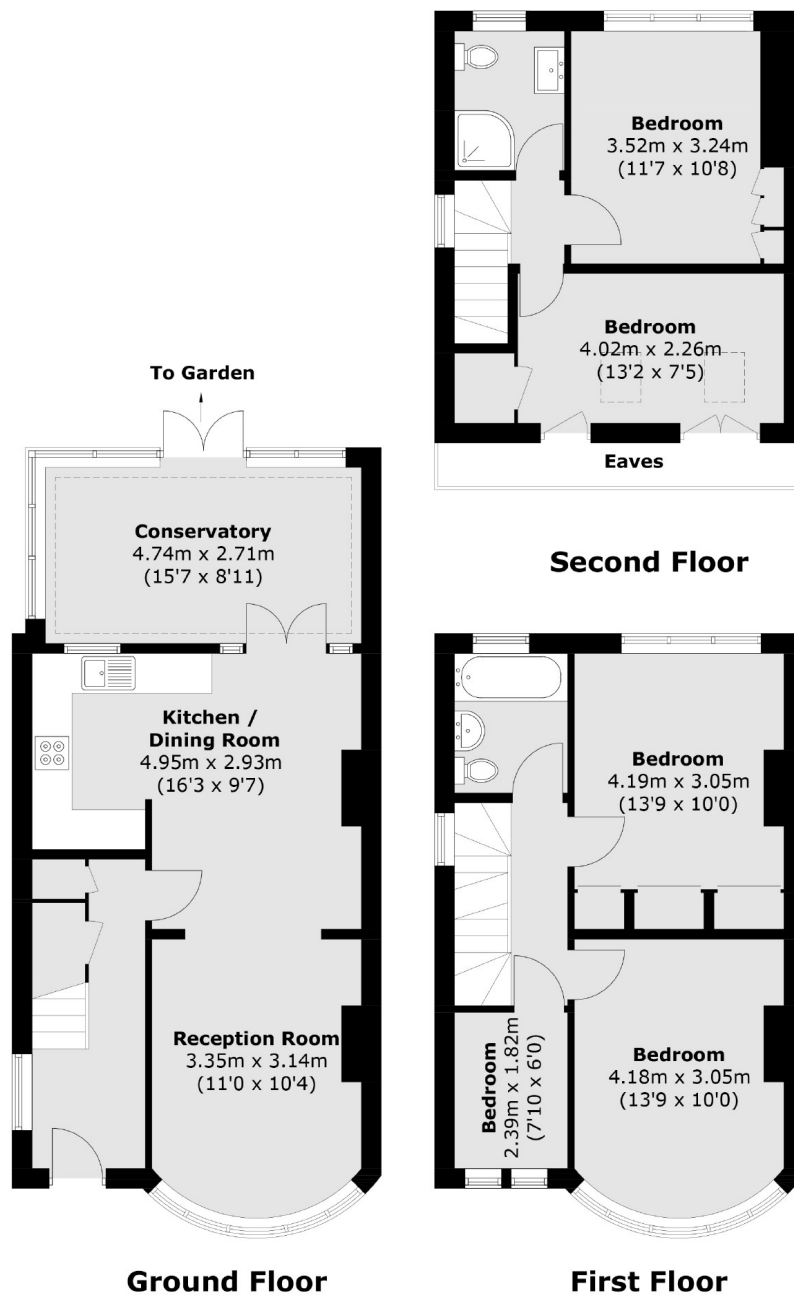 Bedroom
3.52m x 3.24m
(11'7 x 10'8)
Bedroom
4.02m x 2.26m
(13'2 x 7'5)
Eaves
Second Floor
To Garden
Conservatory
4.74m x 2.71m
(15'7 x 8'11)
Kitchen /
Dining Room
4.95m x 2.93m
(16'3 x 9'7)
Reception Room
3.35m x 3.14m
(11'0 x 10'4)
Ground Floor
Bedroom
4.19m x 3.05m
(13'9 x 10'0)
Bedroom
2.39m x 1.82m
(7'10 x 6'0)
Bedroom
4.18m x 3.05m
(13'9 x 10'0)
First Floor